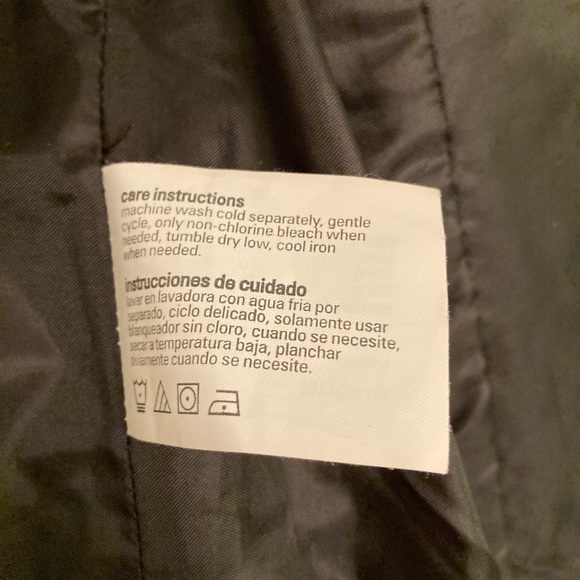 care instructions
machine wash cold separately, gentle
cycle, only non-chlorine bleach when
needed, tumble dry low, cool iron
when needed.
instrucciones de cuidado
lavar en lavadora con agua fria por
separado, ciclo delicado, solamente usar
blanqueador sin cloro, cuando se necesite,
secar a temperatura baja, planchar
tibiamente cuando se necesite.